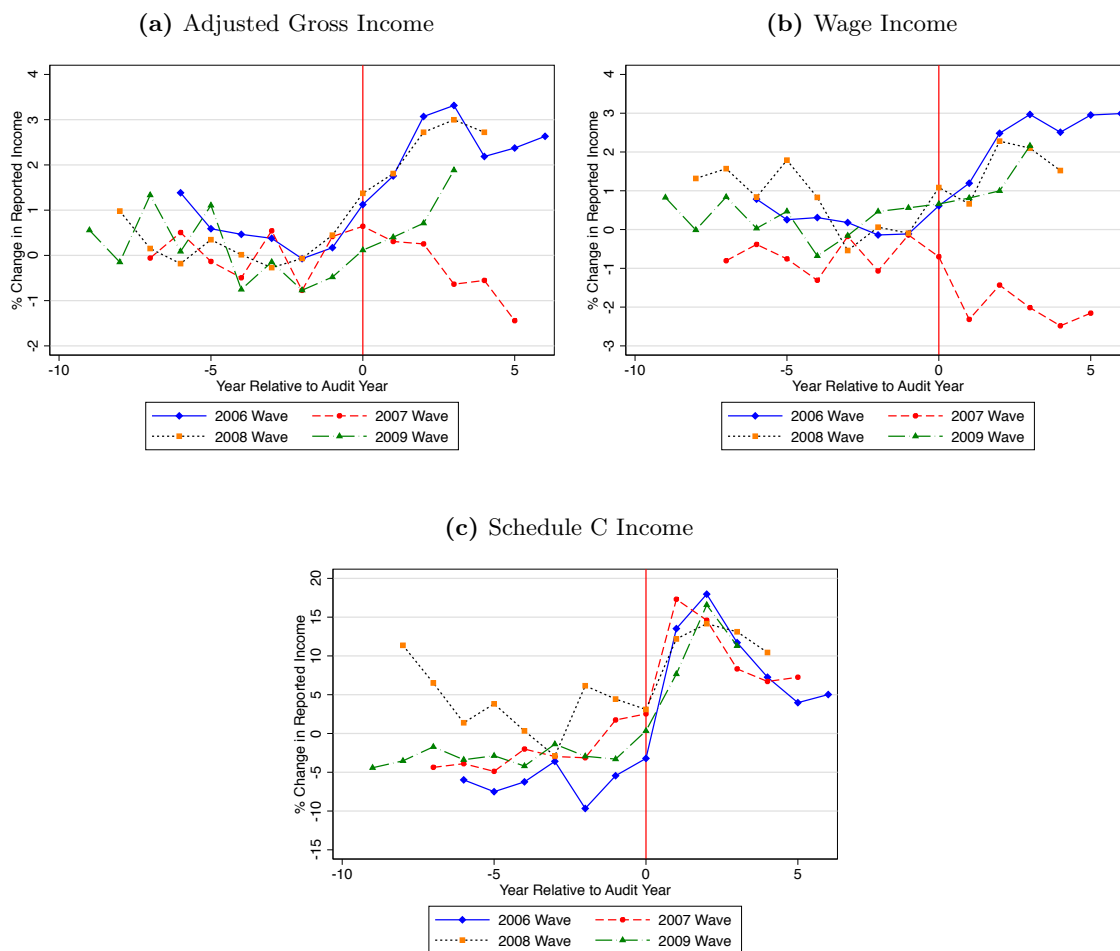 (a) Adjusted Gross Income
% Change in Reported Income
4
3
2
1
0
-1
-2
-10
-5
0
5
Year Relative to Audit Year
2006 Wave
2007 Wave
2008 Wave
2009 Wave
(b) Wage Income
% Change in Reported Income
4
3
2
1
0
-1
-2
-3
-10
-5
0
5
Year Relative to Audit Year
2006 Wave
2007 Wave
2008 Wave
2009 Wave
(c) Schedule C Income
% Change in Reported Income
20
15
10
5
0
-5
-10
-15
-10
-5
0
5
Year Relative to Audit Year
2006 Wave
2007 Wave
2008 Wave
2009 Wave